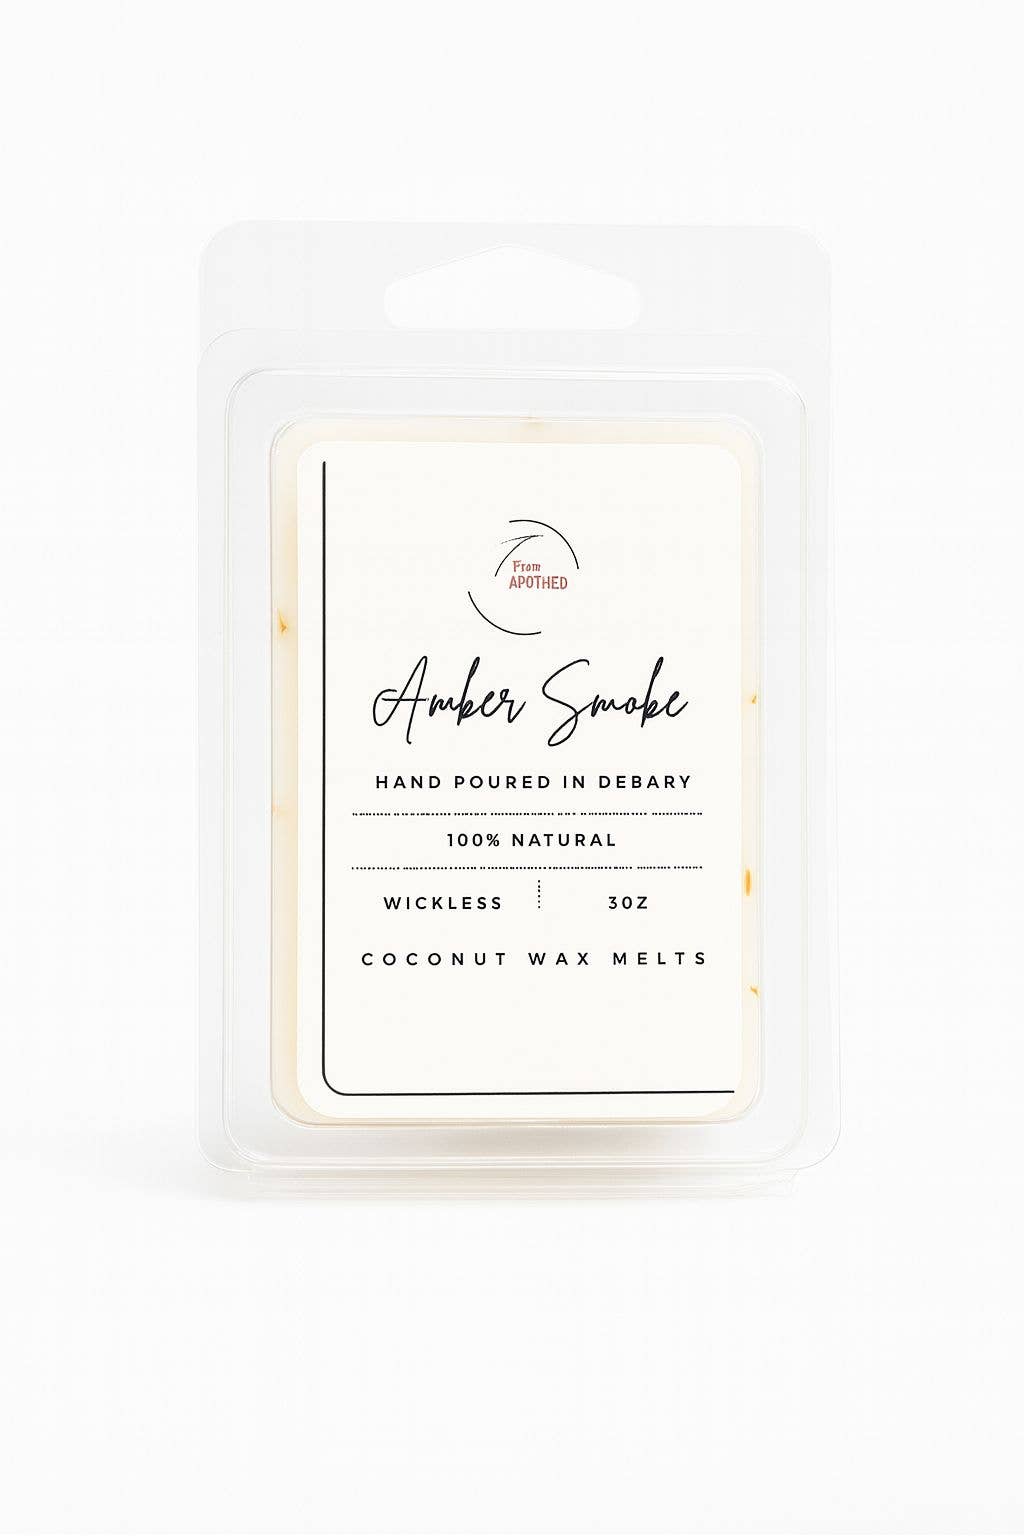 From
APOTHED
Amber Smoke
HAND POURED IN DEBARY
100% NATURAL
WICKLESS 3OZ
COCONUT WAX MELTS